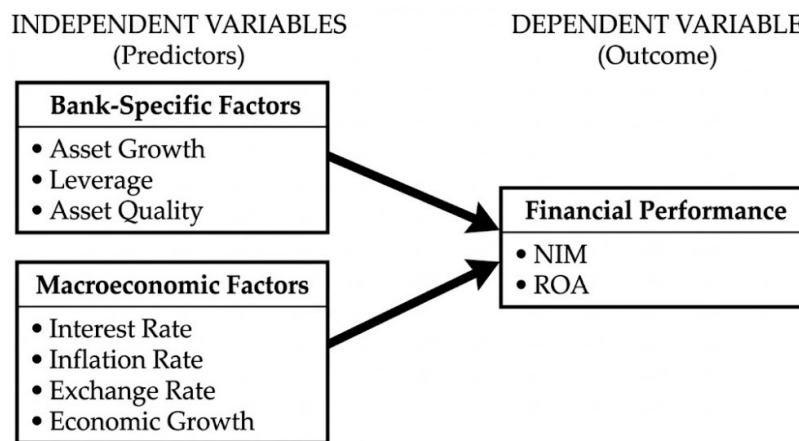 INDEPENDENT VARIABLES
(Predictors)
Bank-Specific Factors
• Asset Growth
• Leverage
• Asset Quality
Macroeconomic Factors
• Interest Rate
• Inflation Rate
• Exchange Rate
• Economic Growth
DEPENDENT VARIABLE
(Outcome)
Financial Performance
• NIM
• ROA